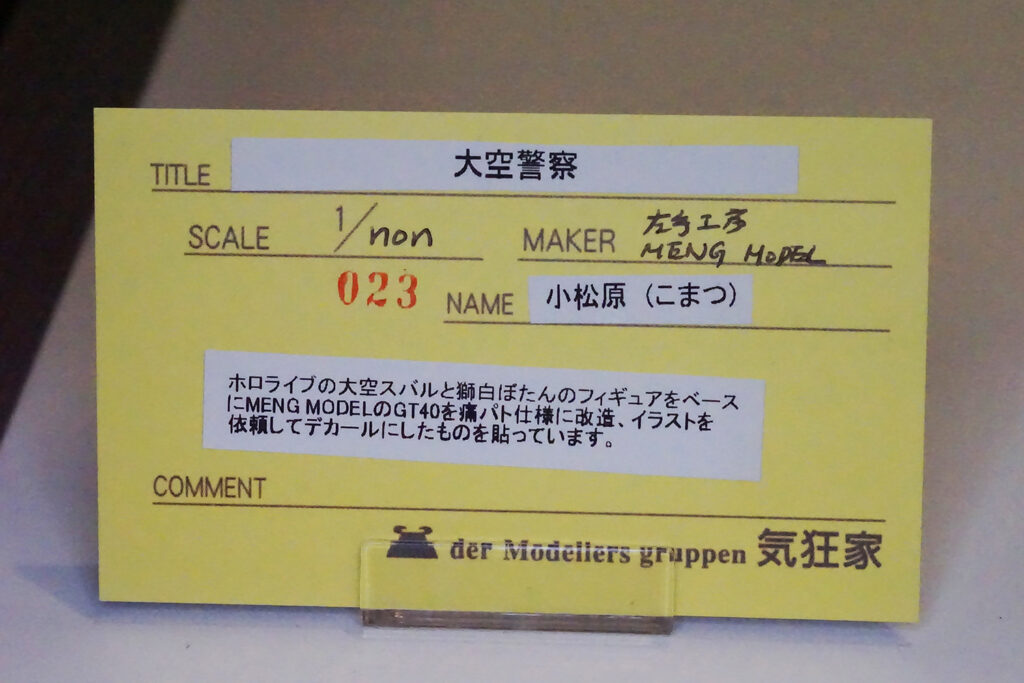 TITLE 大空警察
SCALE 1/non MAKER 左手工房
MENG MODEL
023 NAME 小松原（こまつ）
ホロライブの大空スバルと獅白ぼたんのフィギュアをベース
にMENG MODELのGT40を痛パト仕様に改造、イラストを
依頼してデカールにしたものを貼っています。
COMMENT
der Modellers gruppen 気狂家